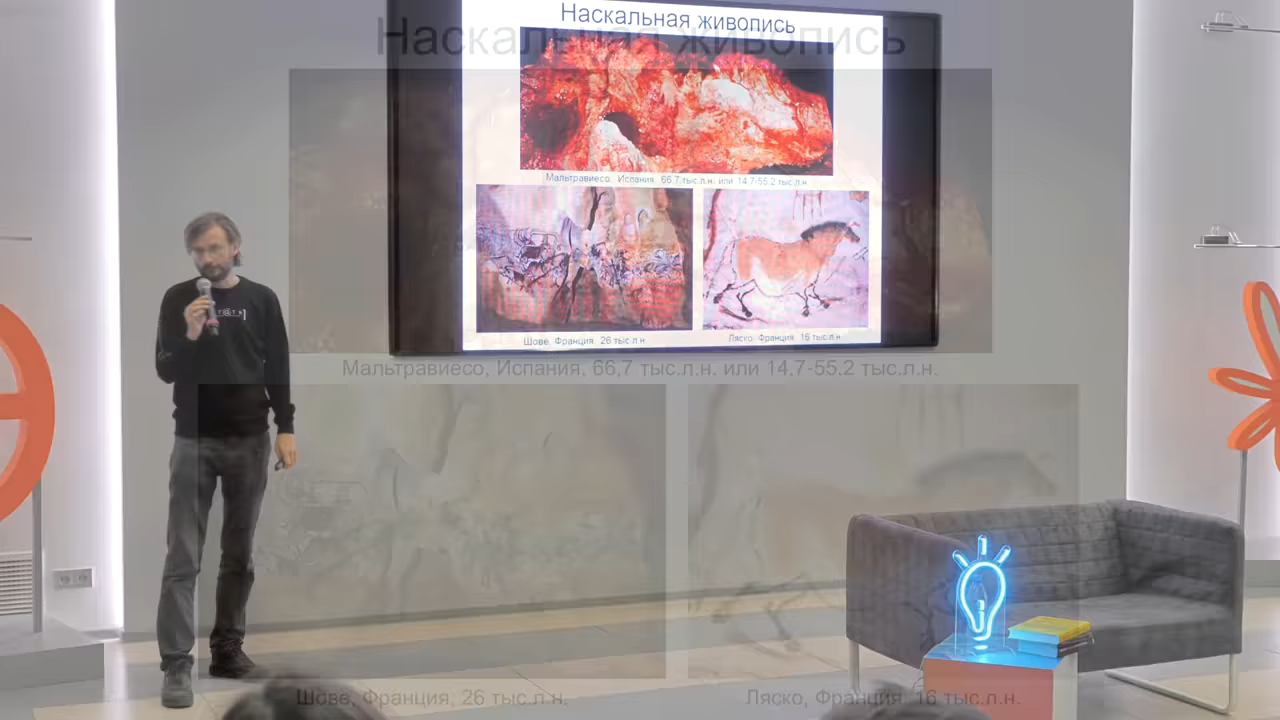 Наскальная живопись
Мальтравиесо, Испания, 66,7 тыс.л.н. или 14.7-55.2 тыс.л.н.
Шове, Франция, 26 тыс.л.н.
Ляско, Франция, 16 тыс.л.н.
Наскальная живопись
Мальтравиесо, Испания, 66,7 тыс.л.н. или 14.7-55.2 тыс.л.н.
Шове, Франция, 26 тыс.л.н.
Ляско, Франция, 16 тыс.л.н.